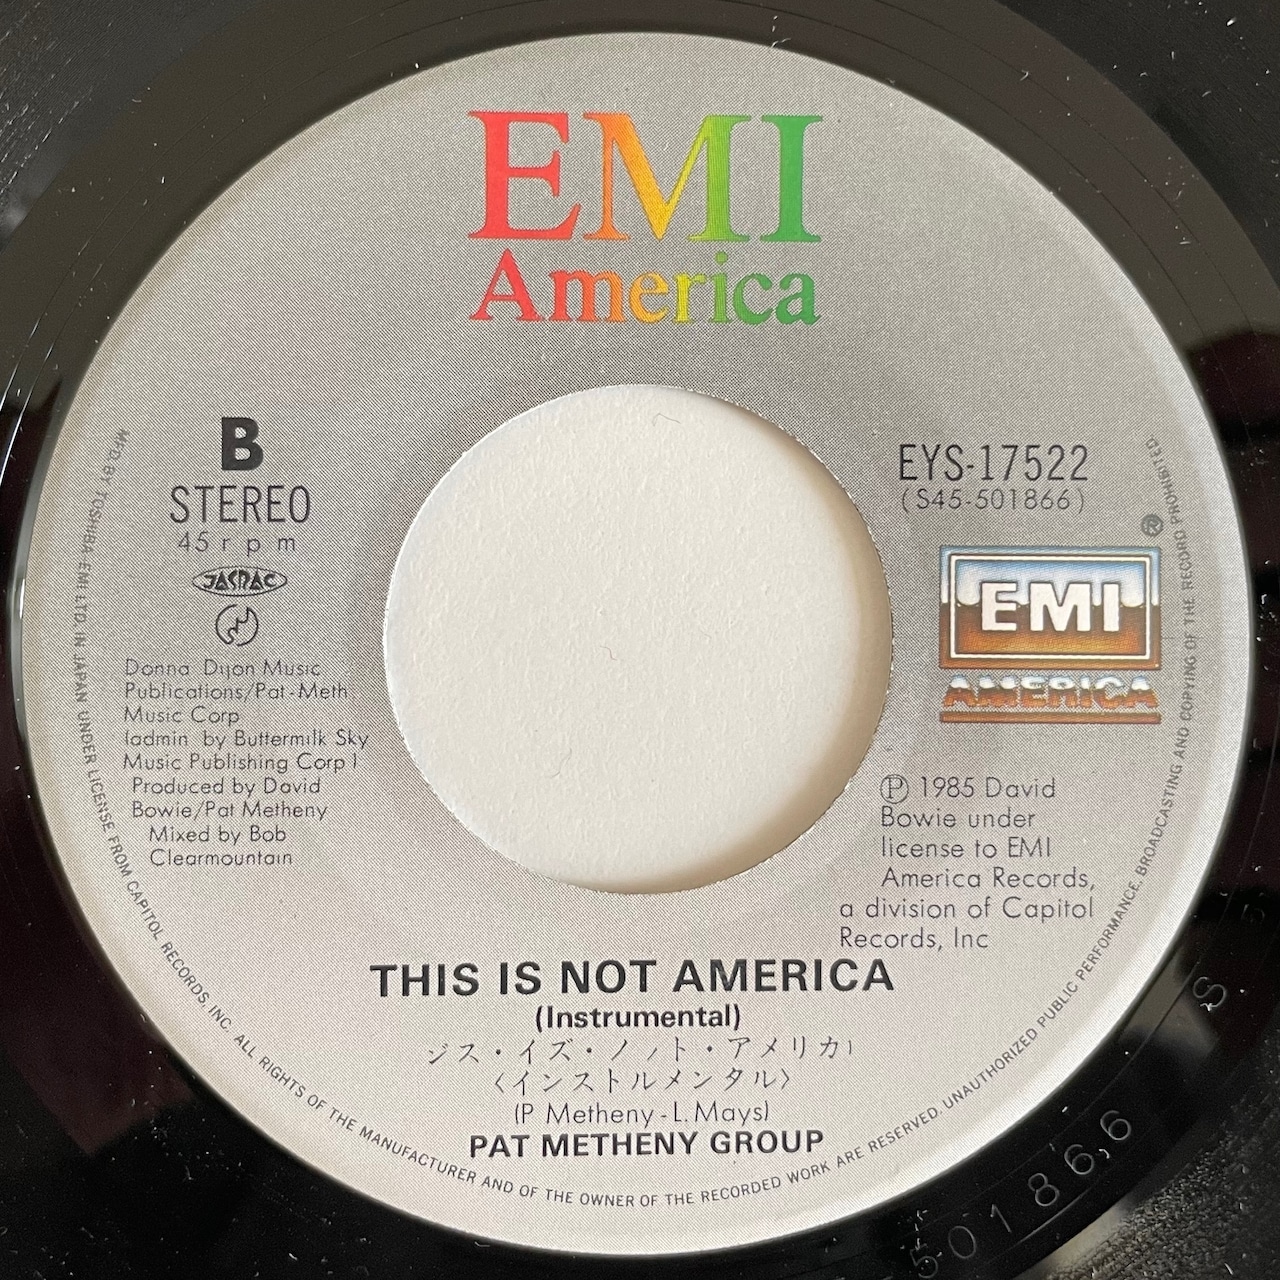 EMI
America
B
STEREO
45 rpm
JASRAC
Donna Dijon Music
Publications/Pat-Meth
Music Corp
(admin by Buttermilk Sky
Music Publishing Corp)
Produced by David
Bowie/Pat Metheny
Mixed by Bob
Clearmountain
EYS-17522
(S45-501866)
®
EMI
AMERICA
Ⓟ 1985 David
Bowie under
license to EMI
America Records,
a division of Capitol
Records, Inc
THIS IS NOT AMERICA
(Instrumental)
ジス・イズ・ノット・アメリカ
〈インストルメンタル〉
(P Metheny-L.Mays)
PAT METHENY GROUP
MFD. BY TOSHIBA EMI LTD. IN JAPAN UNDER LICENSE FROM CAPITOL RECORDS, INC. ALL RIGHTS OF THE MANUFACTURER AND OF THE OWNER OF THE RECORDED WORK ARE RESERVED. UNAUTHORIZED PUBLIC PERFORMANCE, BROADCASTING AND COPYING OF THE RECORD PROHIBITED.
501866
S